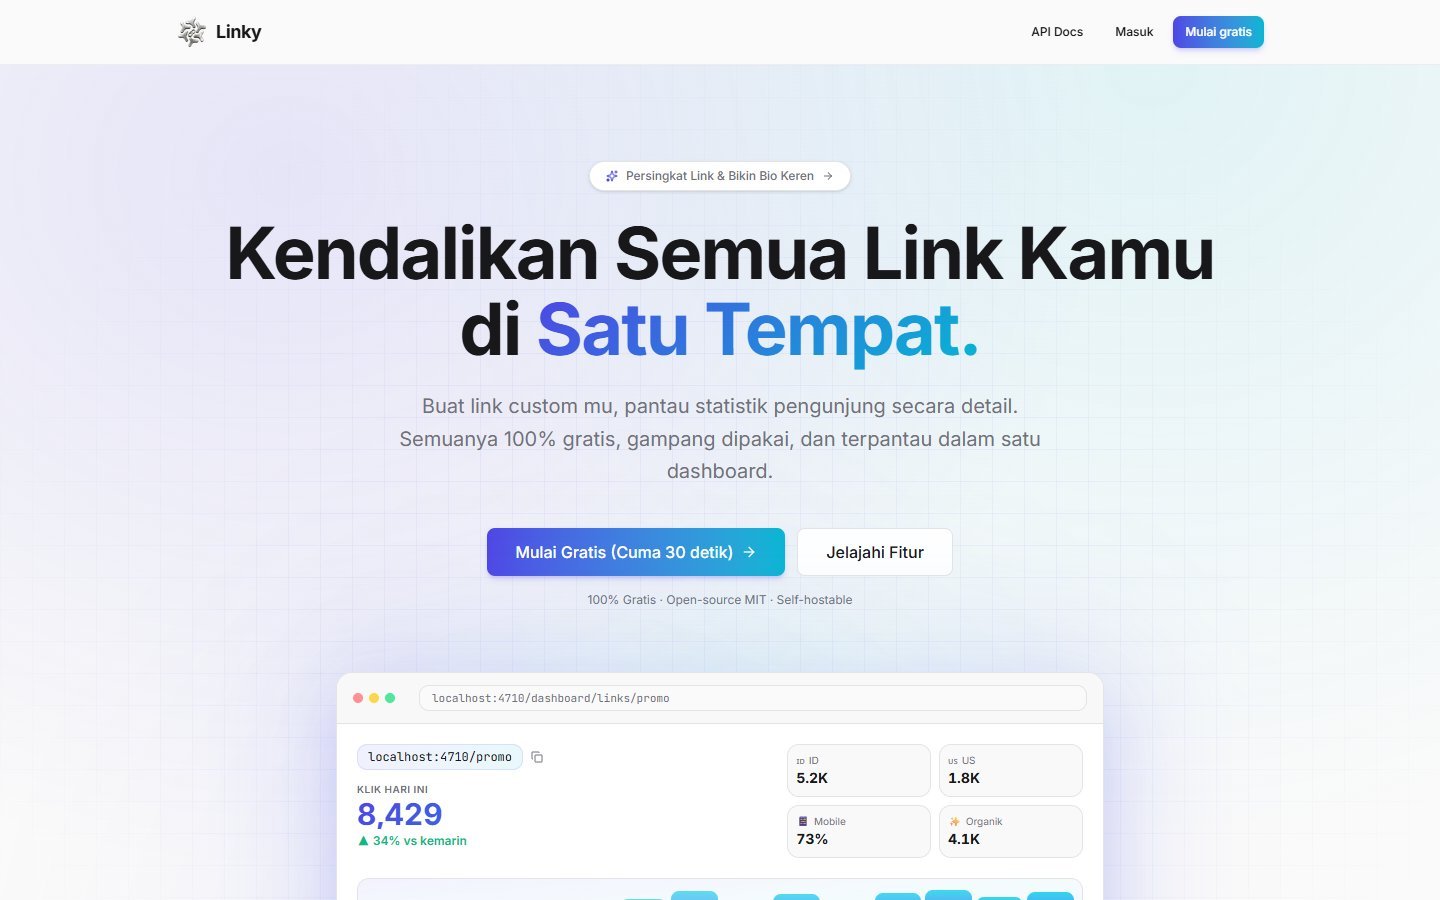 Linky
API Docs
Masuk
Mulai gratis
Persingkat Link & Bikin Bio Keren →
Kendalikan Semua Link Kamu
di Satu Tempat.
Buat link custom mu, pantau statistik pengunjung secara detail.
Semuanya 100% gratis, gampang dipakai, dan terpantau dalam satu
dashboard.
Mulai Gratis (Cuma 30 detik) →
Jelajahi Fitur
100% Gratis · Open-source MIT · Self-hostable
localhost:4710/dashboard/links/promo
localhost:4710/promo
KLIK HARI INI
8,429
▲ 34% vs kemarin
ID ID
5.2K
US US
1.8K
Mobile
73%
Organik
4.1K